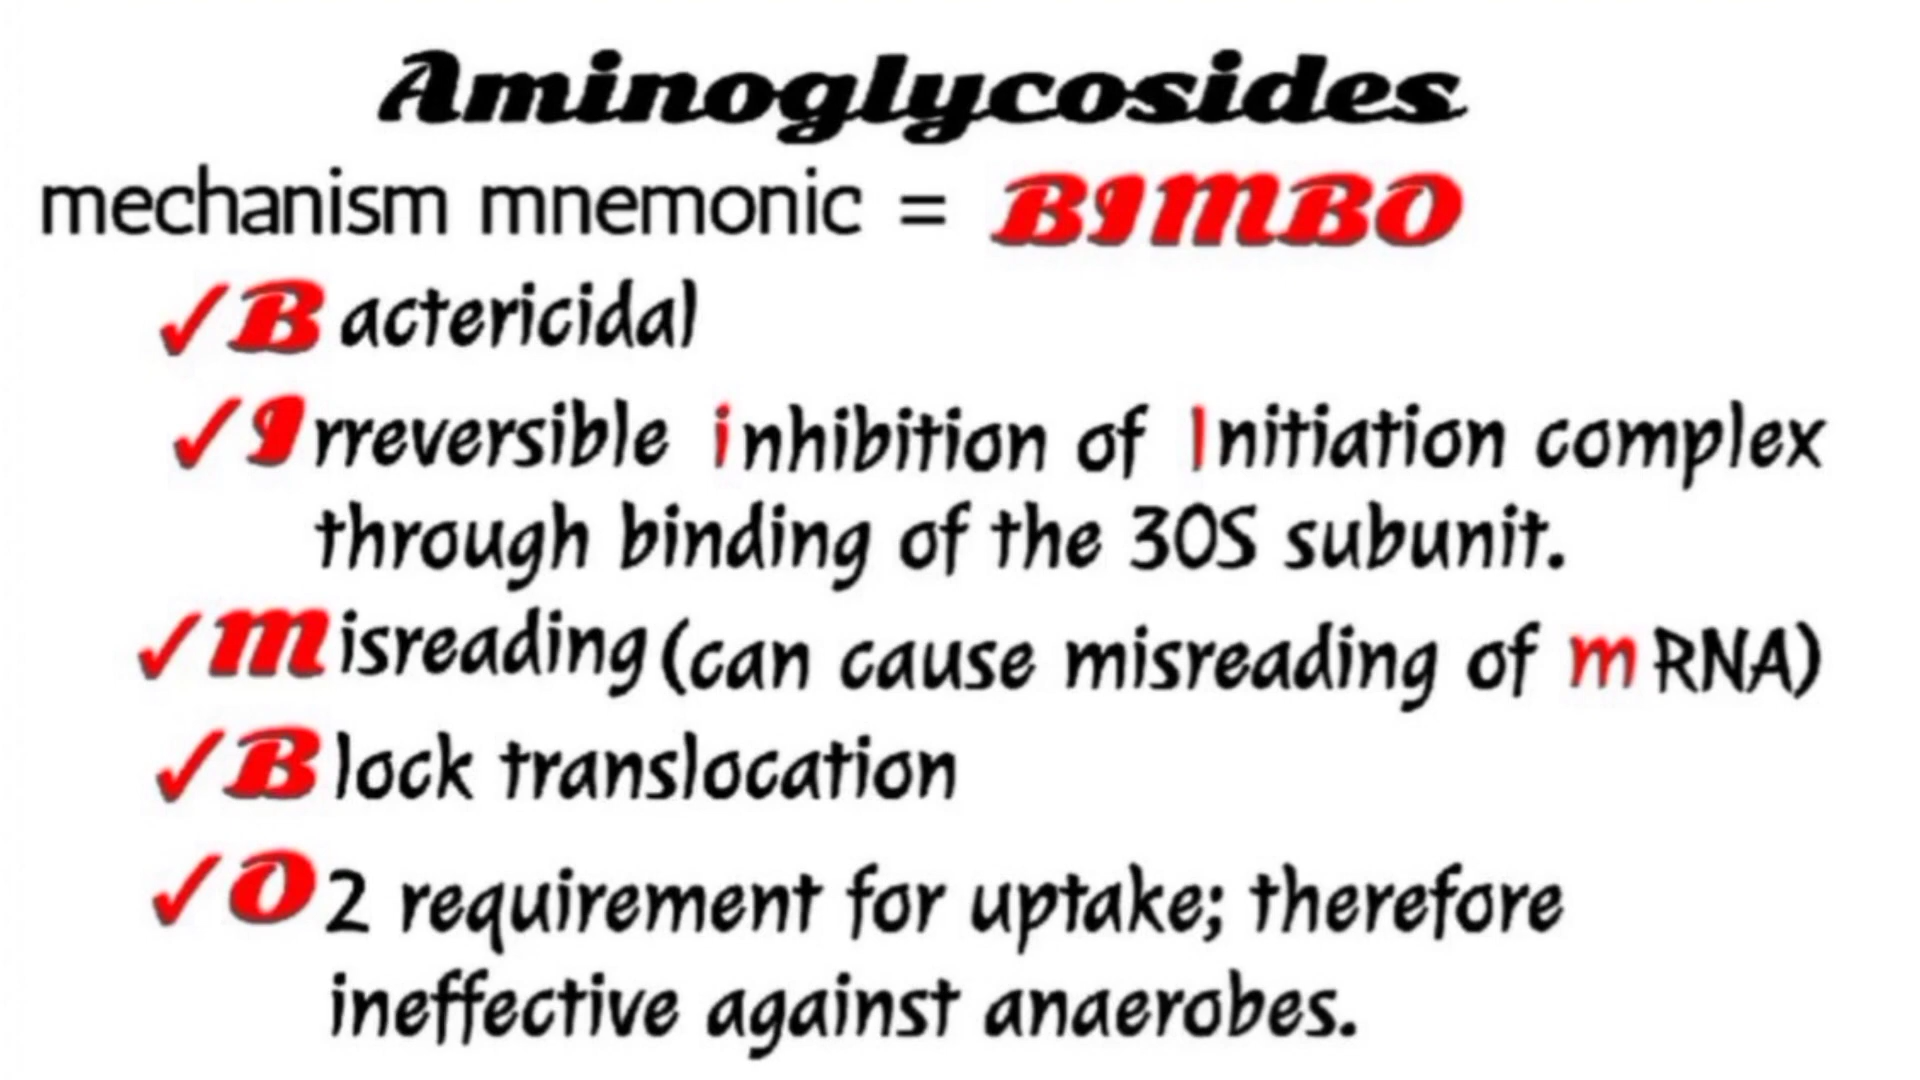 Aminoglycosides
mechanism mnemonic = BIMBO
✓Bactericidal
✓Irreversible inhibition of Initiation complex
through binding of the 30S subunit.
✓Misreading (can cause misreading of mRNA)
✓Block translocation
✓O2 requirement for uptake; therefore
ineffective against anaerobes.